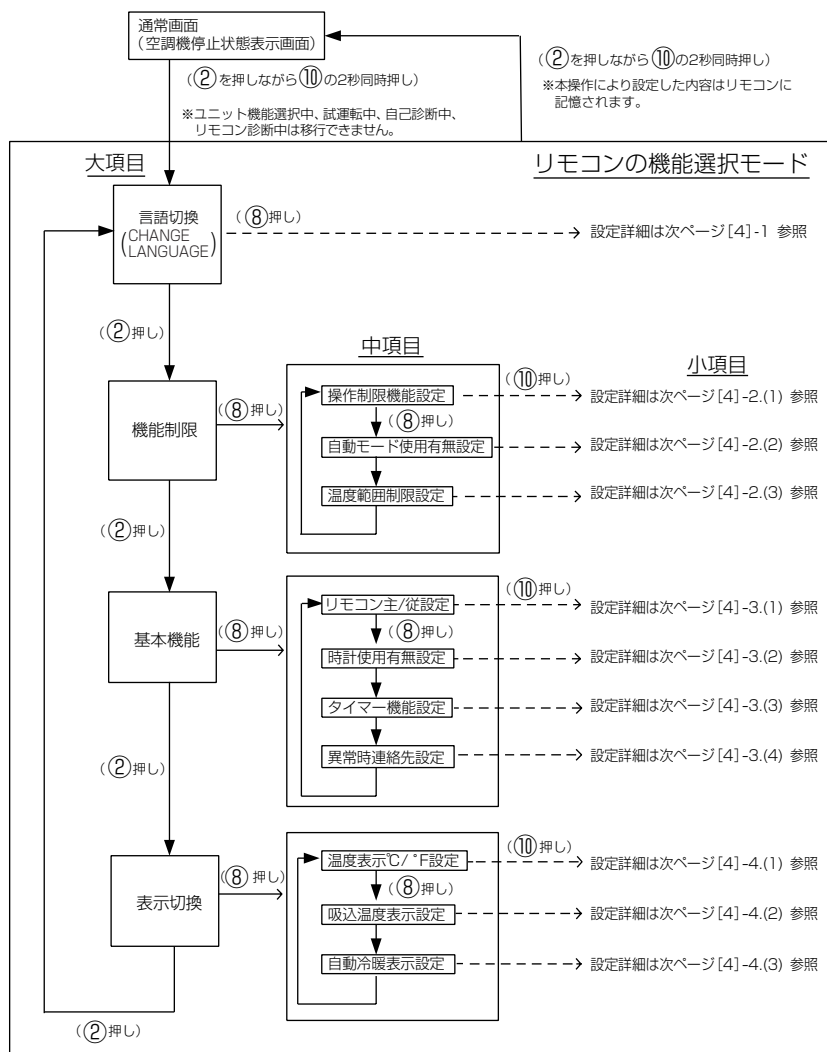 通常画面
(空調機停止状態表示画面)
(②を押しながら⑩の2秒同時押し)
※ユニット機能選択中、試運転中、自己診断中、
リモコン診断中は移行できません。
(②を押しながら⑩の2秒同時押し)
※本操作により設定した内容はリモコンに
記憶されます。
大項目
リモコンの機能選択モード
言語切換
(CHANGE
LANGUAGE)
(⑧押し)
設定詳細は次ページ[4]-1 参照
(②押し)
中項目
小項目
機能制限
(⑧押し)
操作制限機能設定
(⑩押し)
設定詳細は次ページ[4]-2.(1) 参照
(⑧押し)
自動モード使用有無設定
設定詳細は次ページ[4]-2.(2) 参照
温度範囲制限設定
設定詳細は次ページ[4]-2.(3) 参照
(②押し)
基本機能
(⑧押し)
リモコン主/従設定
(⑩押し)
設定詳細は次ページ[4]-3.(1) 参照
(⑧押し)
時計使用有無設定
設定詳細は次ページ[4]-3.(2) 参照
タイマー機能設定
設定詳細は次ページ[4]-3.(3) 参照
異常時連絡先設定
設定詳細は次ページ[4]-3.(4) 参照
(②押し)
表示切換
(⑧押し)
温度表示℃/°F設定
(⑩押し)
設定詳細は次ページ[4]-4.(1) 参照
(⑧押し)
吸込温度表示設定
設定詳細は次ページ[4]-4.(2) 参照
自動冷暖表示設定
設定詳細は次ページ[4]-4.(3) 参照
(②押し)